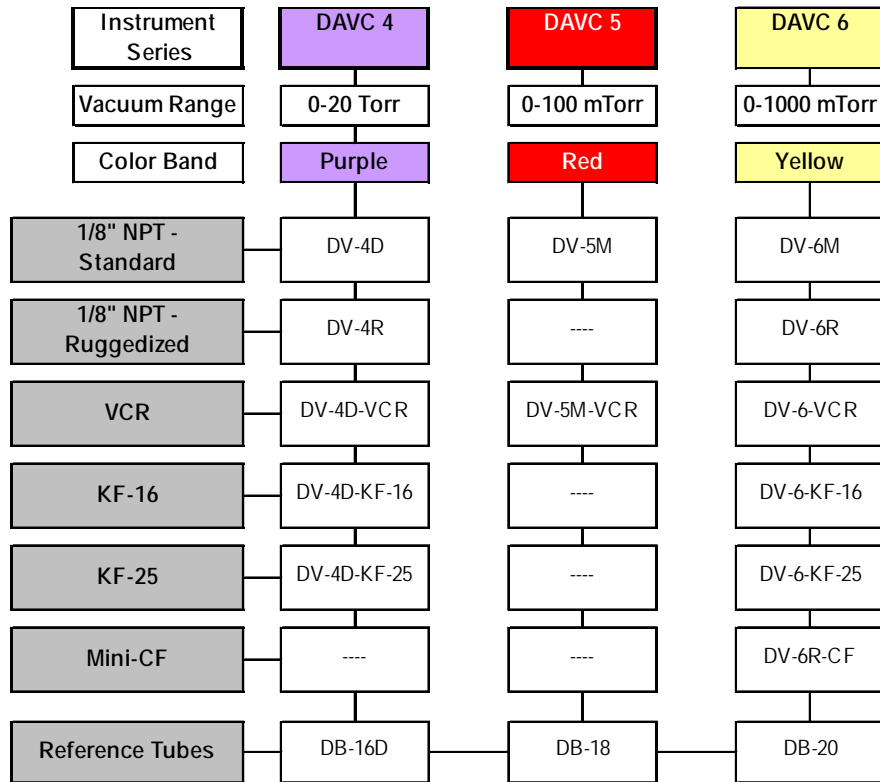 Instrument
Series
DAVC 4
DAVC 5
DAVC 6
Vacuum Range
0-20 Torr
0-100 mTorr
0-1000 mTorr
Color Band
Purple
Red
Yellow
1/8" NPT -
Standard
DV-4D
DV-5M
DV-6M
1/8" NPT -
Ruggedized
DV-4R
----
DV-6R
VCR
DV-4D-VCR
DV-5M-VCR
DV-6-VCR
KF-16
DV-4D-KF-16
----
DV-6-KF-16
KF-25
DV-4D-KF-25
----
DV-6-KF-25
Mini-CF
----
----
DV-6R-CF
Reference Tubes
DB-16D
DB-18
DB-20